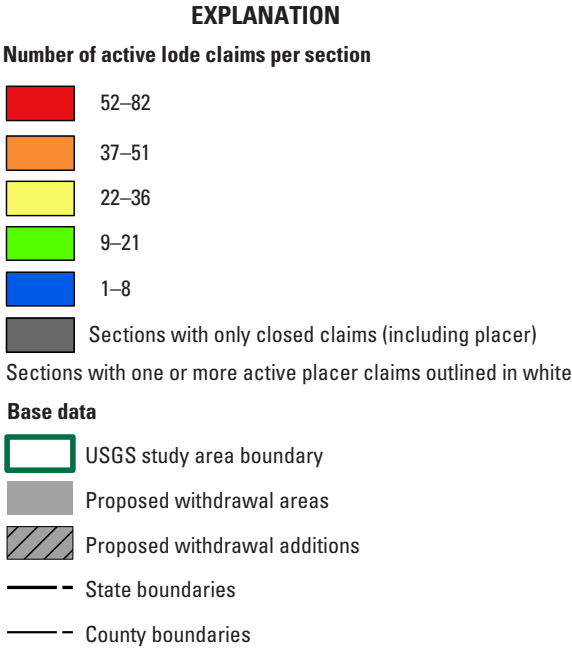 EXPLANATION
Number of active lode claims per section
52–82
37–51
22–36
9–21
1–8
Sections with only closed claims (including placer)
Sections with one or more active placer claims outlined in white
Base data
USGS study area boundary
Proposed withdrawal areas
Proposed withdrawal additions
State boundaries
County boundaries